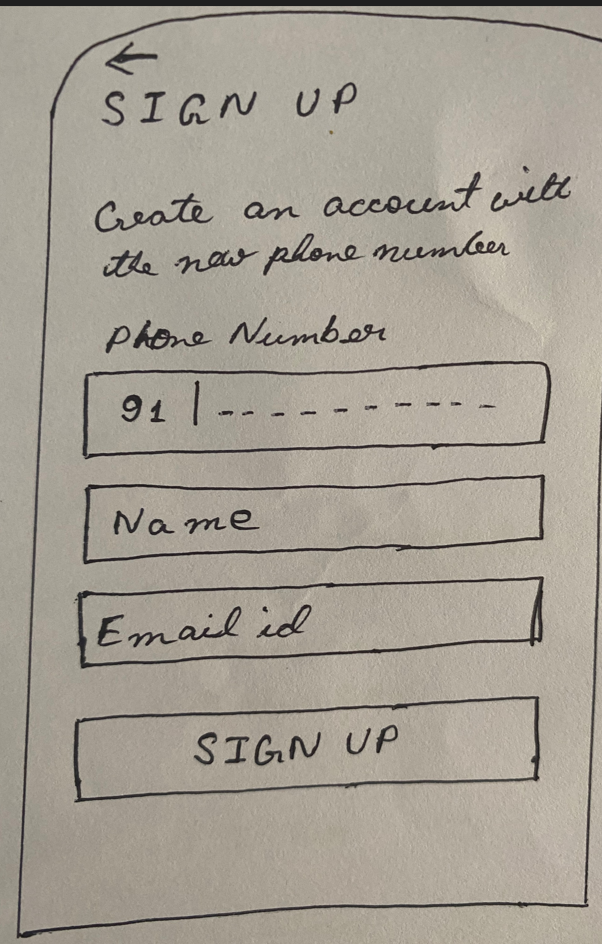 ←
SIGN UP
Create an account with
the new phone number
Phone Number
91 | - - - - - - - - - -
Name
Email id
SIGN UP